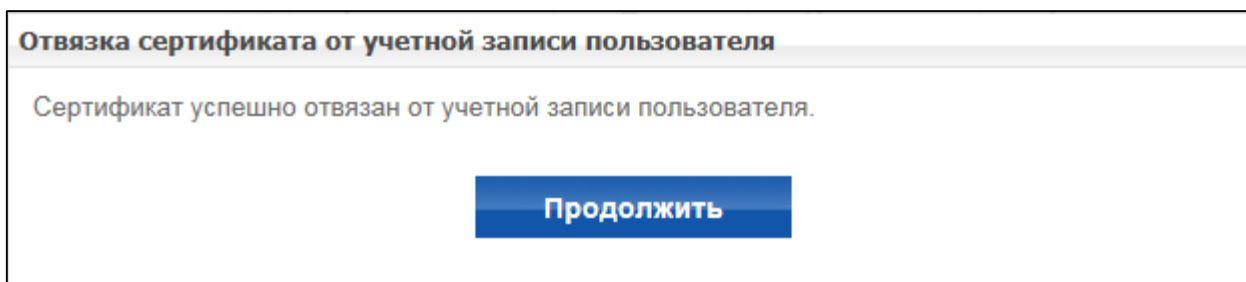 Отвязка сертификата от учетной записи пользователя
Сертификат успешно отвязан от учетной записи пользователя.
Продолжить